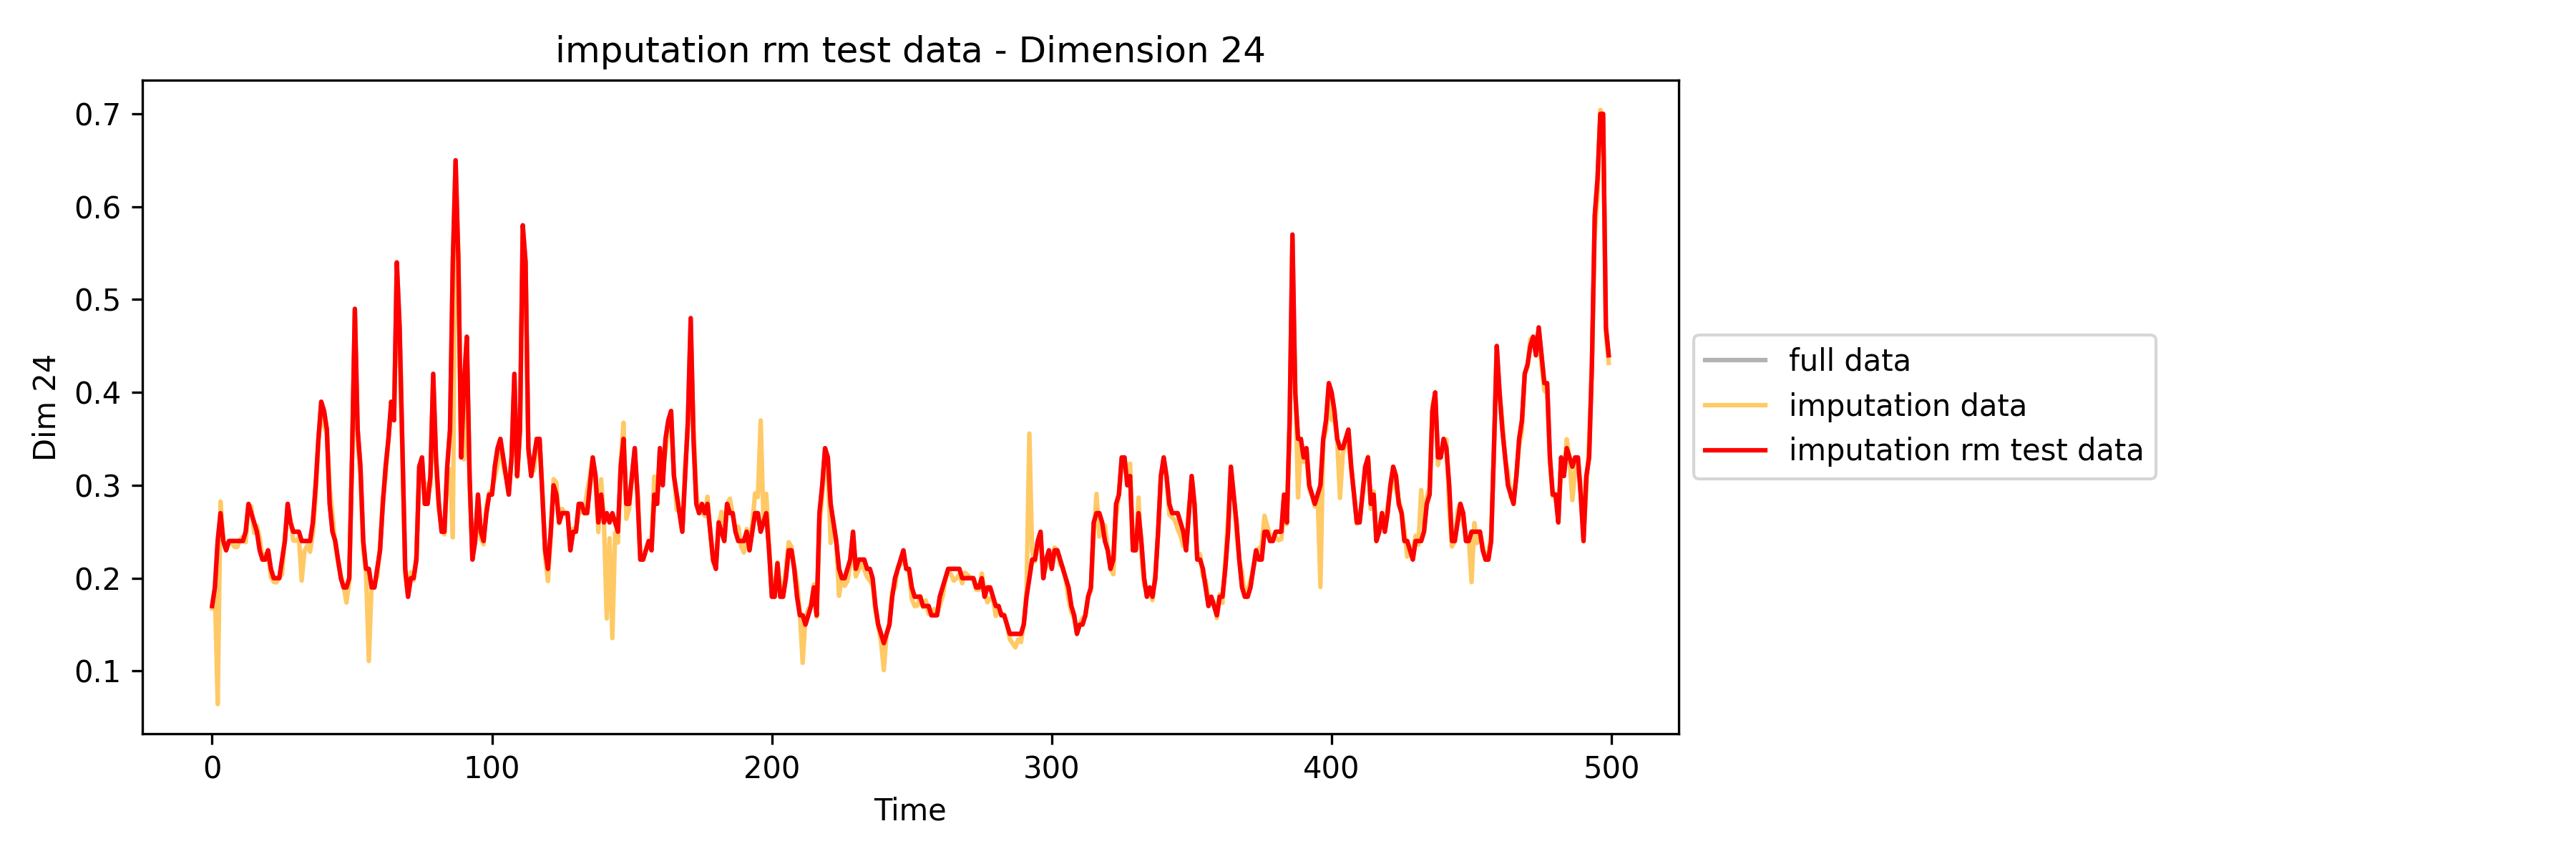 imputation rm test data - Dimension 24
0.7
0.6
0.5
0.4
0.3
0.2
0.1
Dim 24
0 100 200 300 400 500
Time
full data
imputation data
imputation rm test data